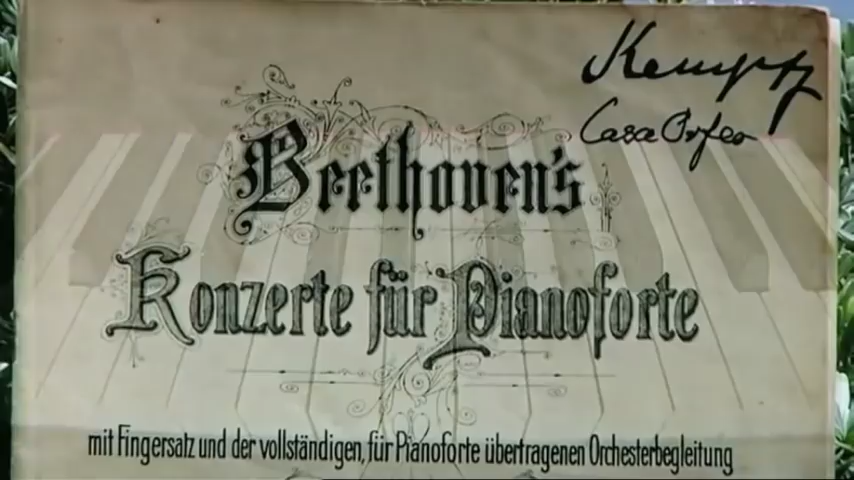 Kempff
Casa Orfeo
Beethoven's
Konzerte für Pianoforte
mit Fingersatz und der vollständigen, für Pianoforte übertragenen Orchesterbegleitung